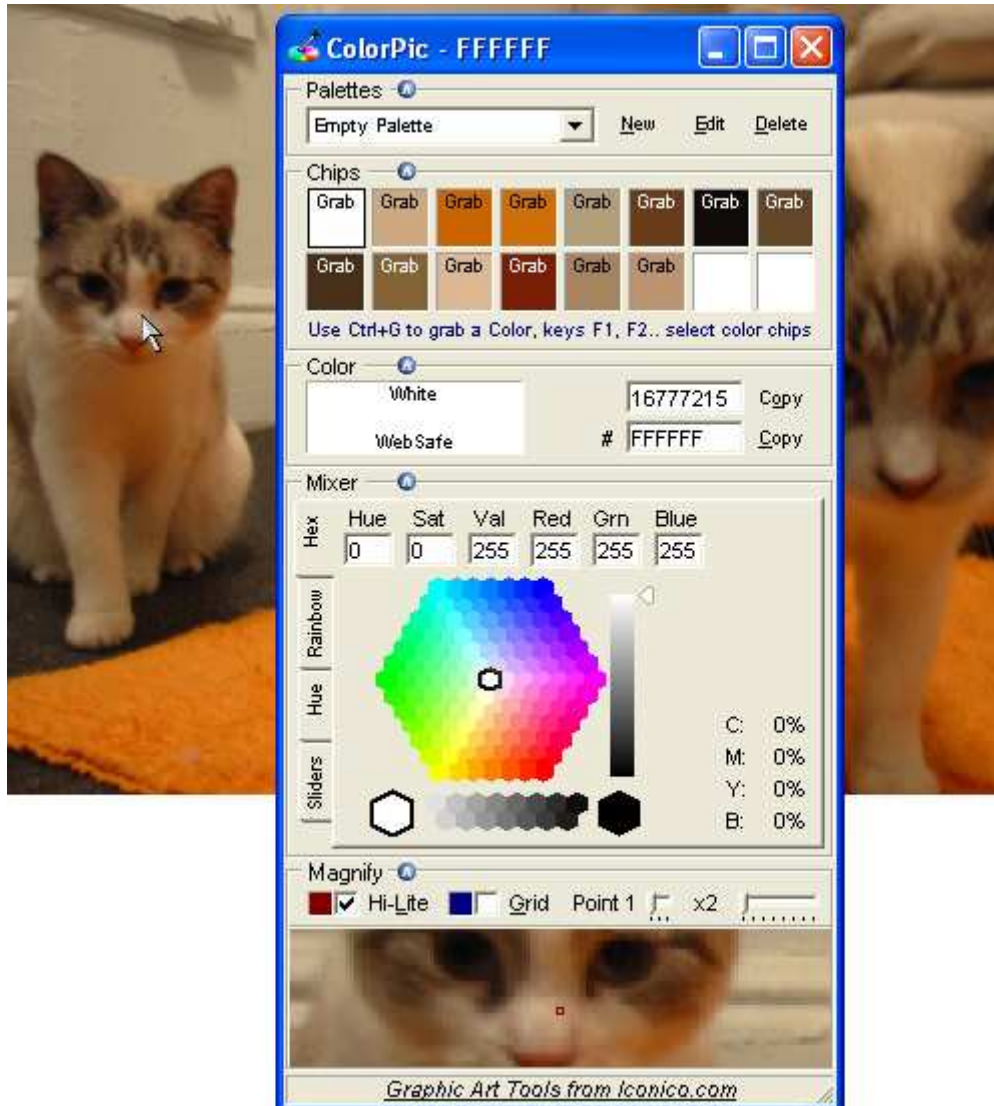 ColorPic - FFFFFF
Palettes
Empty Palette New Edit Delete
Chips
Grab Grab Grab Grab Grab Grab Grab Grab
Grab Grab Grab Grab Grab Grab
Use Ctrl+G to grab a Color, keys F1, F2.. select color chips
Color
White 16777215 Copy
WebSafe # FFFFFF Copy
Mixer
Hex Hue Sat Val Red Grn Blue
0 0 255 255 255 255
Rainbow
Hue
Sliders
C: 0%
M: 0%
Y: 0%
B: 0%
Magnify
Hi-Lite Grid Point 1 x2
Graphic Art Tools from Iconico.com